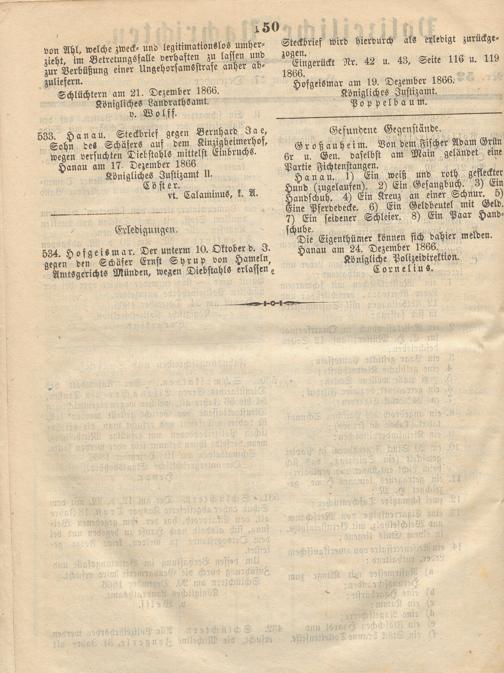 150
von Ahl, welche zweck- und legitimationslos umher-
zieht, im Betretungsfalle verhaften zu lassen und
zur Verbüßung einer Ungehorsamsstrafe anher ab-
zuliefern.
Schlüchtern am 21. Dezember 1866.
Königliches Landrathsamt.
v. Wolff.
533. Hanau. Steckbrief gegen Bernhard Jae,
Sohn des Schäfers auf dem Kinzigheimerhof,
wegen versuchten Diebstahls mittelst Einbruchs.
Hanau am 17. Dezember 1866
Königliches Justizamt II.
Cöster.
vt. Calaminus, k. A.
Erledigungen.
534. Hofgeismar. Der unterm 10. Oktober d. J.
gegen den Schäfer Ernst Syrup von Hameln,
Amtsgerichts Münden, wegen Diebstahls erlassene
Steckbrief wird hierdurch als erledigt zurückge-
zogen.
Eingerückt Nr. 42 u. 43, Seite 116 u. 119
1866.
Hofgeismar am 19. Dezember 1866.
Königliches Justizamt.
Poppelbaum.
Gefundene Gegenstände.
Großauheim. Von dem Fischer Adam Grün
6r u. Gen. daselbst am Main geländet eine
Partie Fichtenstangen.
Hanau. 1) Ein weiß und roth gefleckter
Hund (zugelaufen). 2) Ein Gesangbuch. 3) Ein
Handschuh. 4) Ein Kreuz an einer Schnur. 5)
Eine Pferdedecke. 6) Ein Geldbeutel mit Geld.
7) Ein seidener Schleier. 8) Ein Paar Hand-
schuhe.
Die Eigenthümer können sich dahier melden.
Hanau am 24. Dezember 1866.
Königliche Polizeidirektion.
Cornelius.